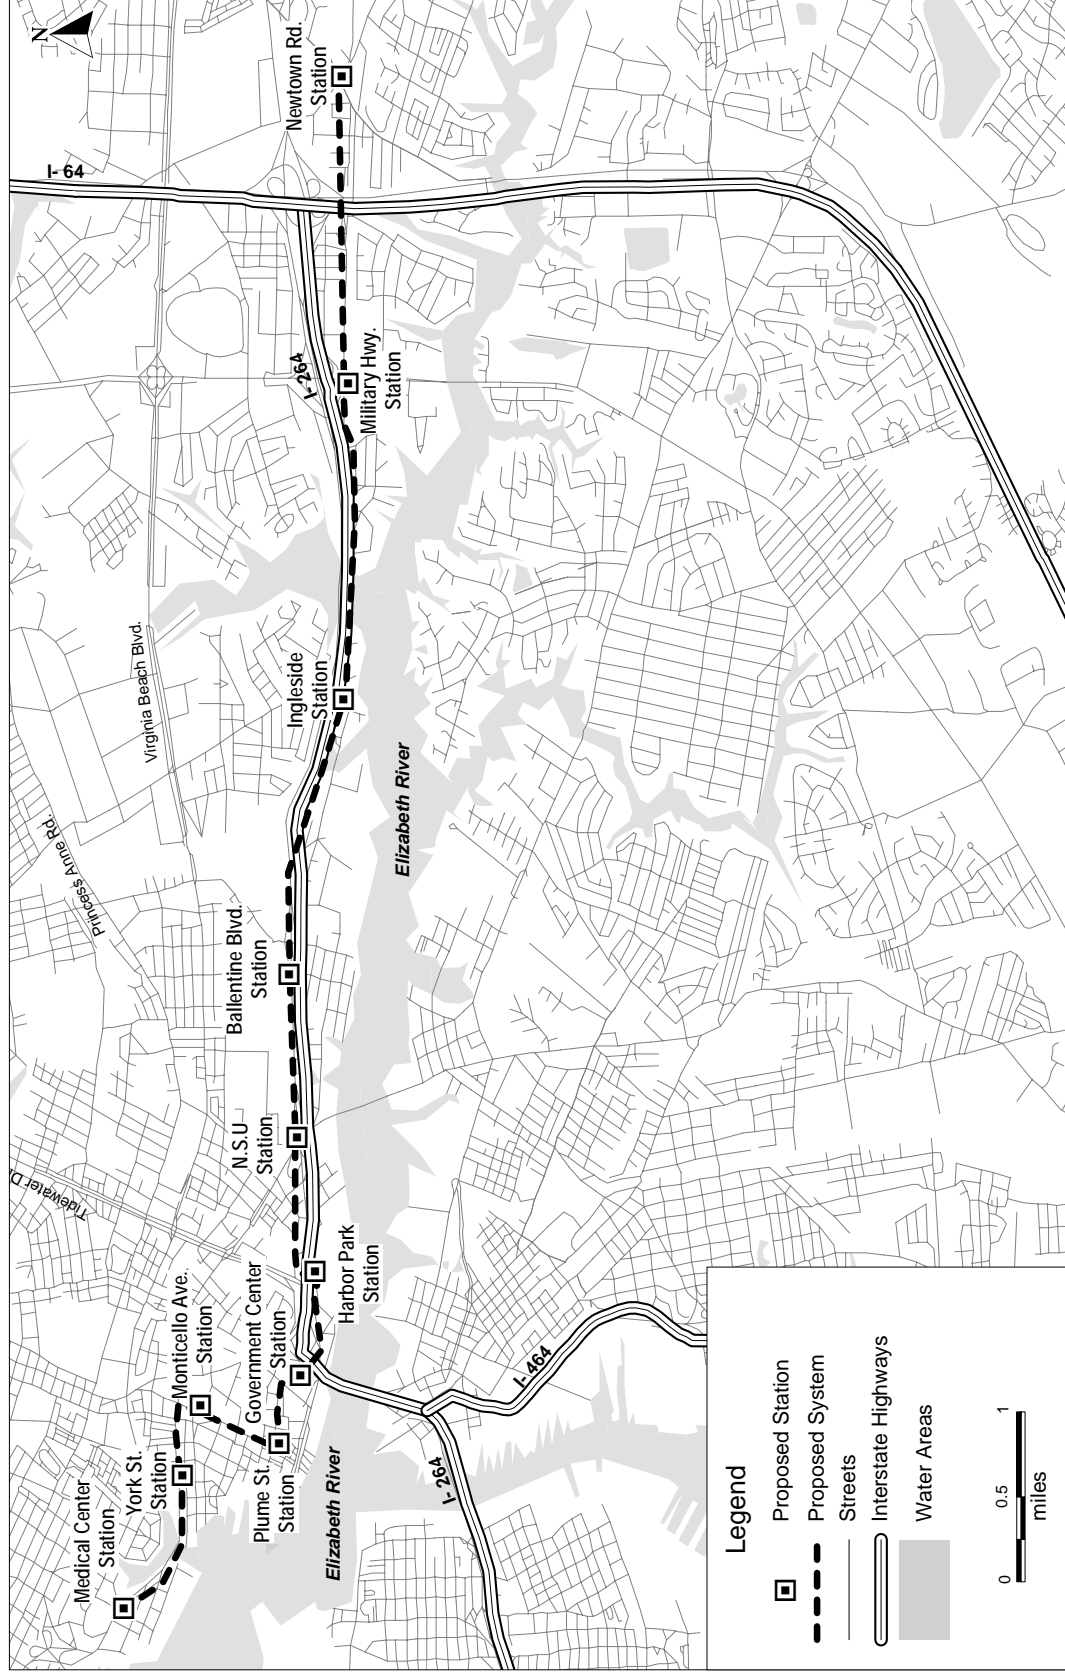 N
I- 64
Newtown Rd.
Station
I-264
Military Hwy.
Station
Virginia Beach Blvd.
Ingleside
Station
Elizabeth River
Princess Anne Rd.
Ballentine Blvd.
Station
N.S.U
Station
Tidewater Dr
Harbor Park
Station
Government Center
Station
Monticello Ave.
Station
Plume St.
Station
York St.
Station
Medical Center
Station
Elizabeth River
I- 264
I- 464
Legend
Proposed Station
Proposed System
Streets
Interstate Highways
Water Areas
0 0.5 1
miles